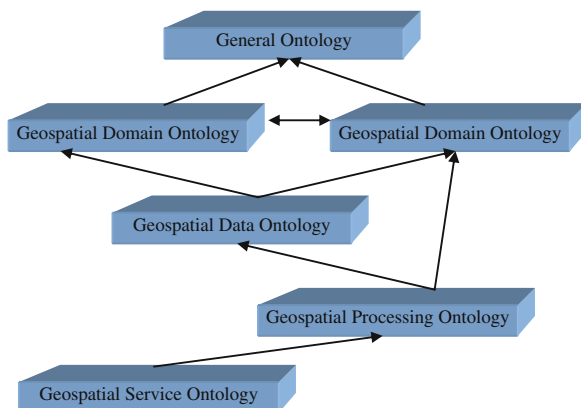 General Ontology
Geospatial Domain Ontology
Geospatial Domain Ontology
Geospatial Data Ontology
Geospatial Processing Ontology
Geospatial Service Ontology